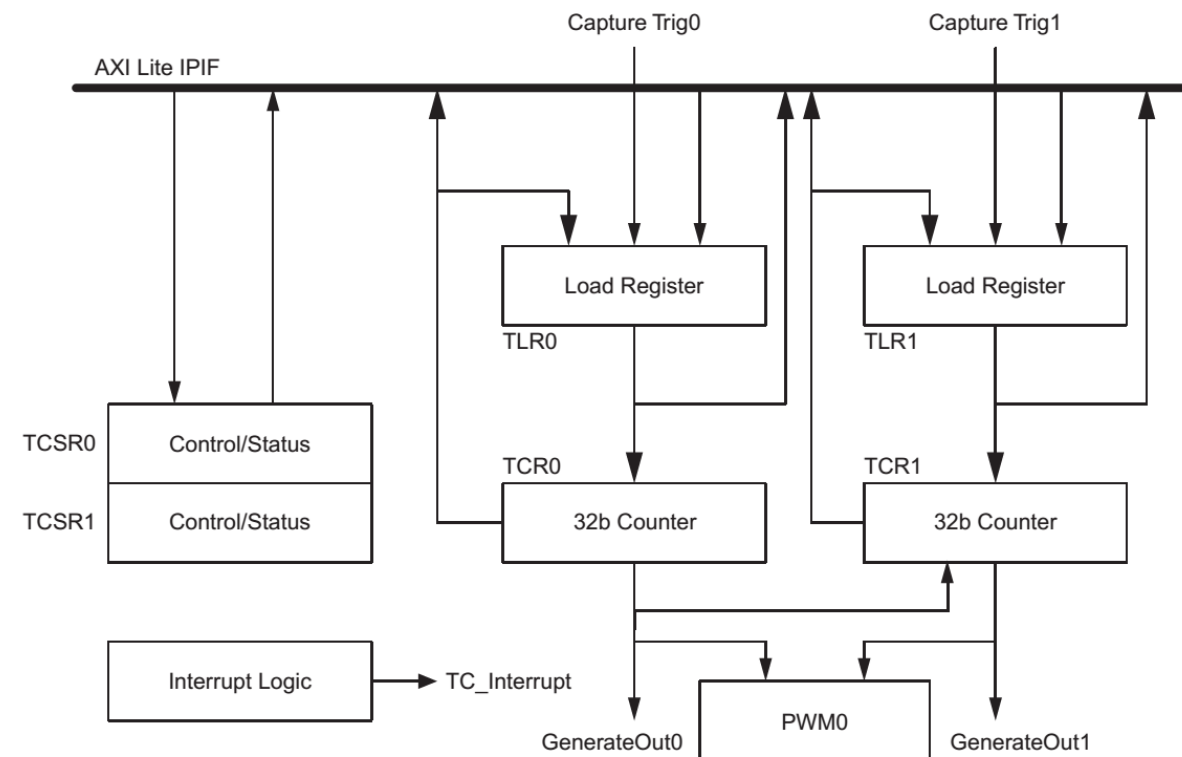 Capture Trig0
Capture Trig1
AXI Lite IPIF
Load Register
Load Register
TLR0
TLR1
TCSR0
Control/Status
TCR0
TCR1
TCSR1
Control/Status
32b Counter
32b Counter
Interrupt Logic
TC_Interrupt
PWM0
GenerateOut0
GenerateOut1